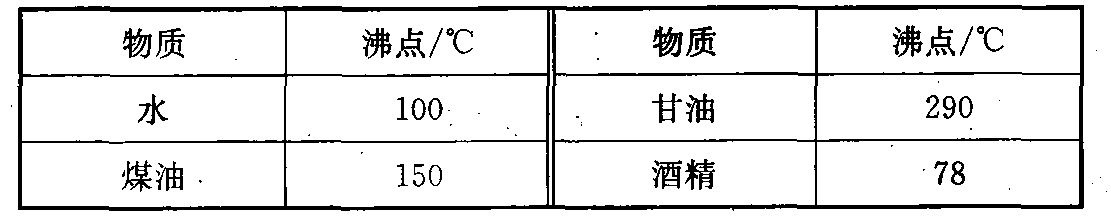 物质 沸点/℃ 物质 沸点/℃
水 100 甘油 290
煤油 150 酒精 78